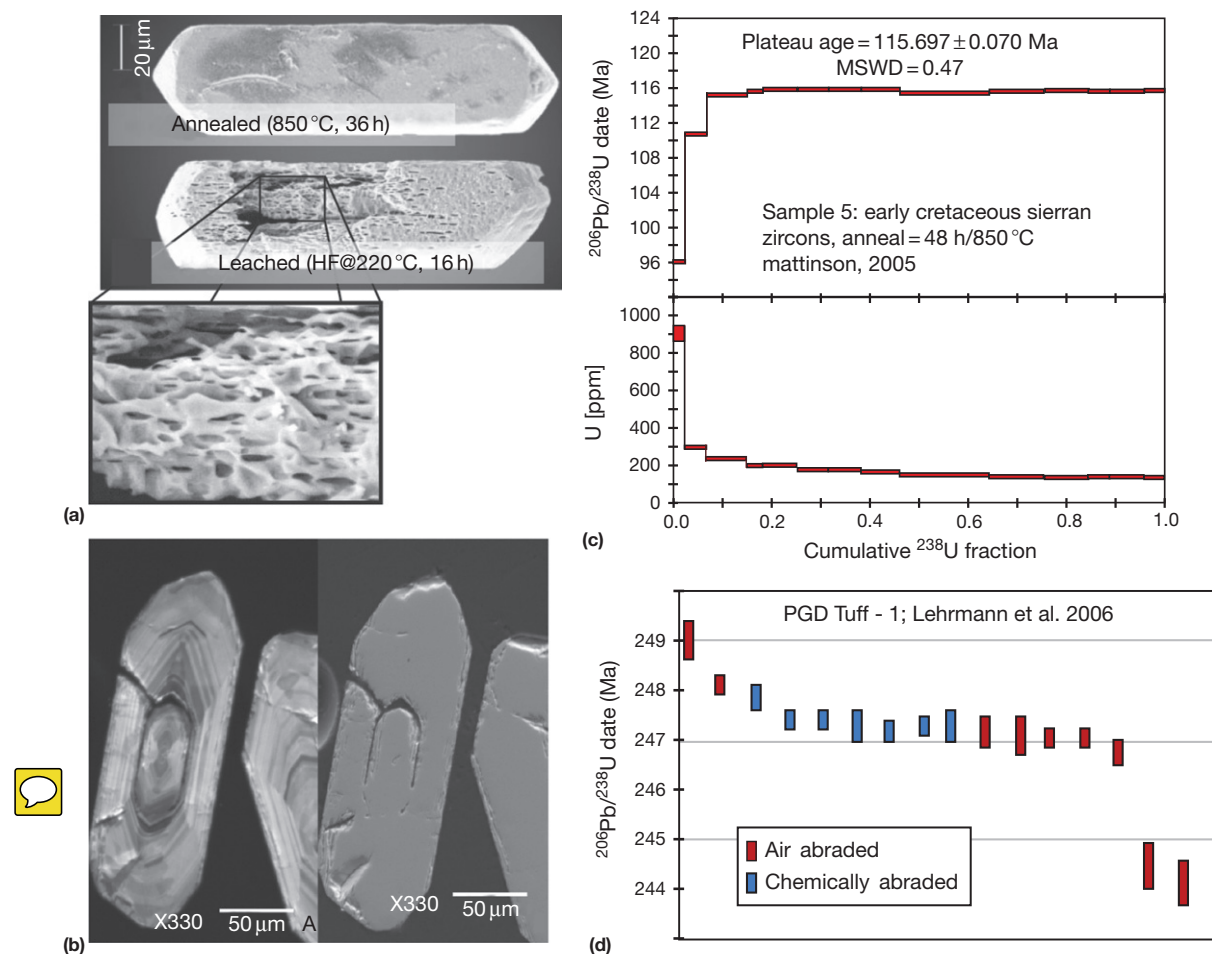 20 µm
Annealed (850 °C, 36 h)
Leached (HF@220 °C, 16 h)
(a)
X330
50 µm
A
X330
50 µm
(b)
124
120
116
112
108
104
100
96
²⁰⁶Pb/²³⁸U date (Ma)
Plateau age = 115.697 ± 0.070 Ma
MSWD = 0.47
Sample 5: early cretaceous sierran
zircons, anneal = 48 h/850 °C
mattinson, 2005
1000
800
600
400
200
0
U [ppm]
0.0 0.2 0.4 0.6 0.8 1.0
Cumulative ²³⁸U fraction
(c)
PGD Tuff - 1; Lehrmann et al. 2006
249
248
247
246
245
244
²⁰⁶Pb/²³⁸U date (Ma)
Air abraded
Chemically abraded
(d)